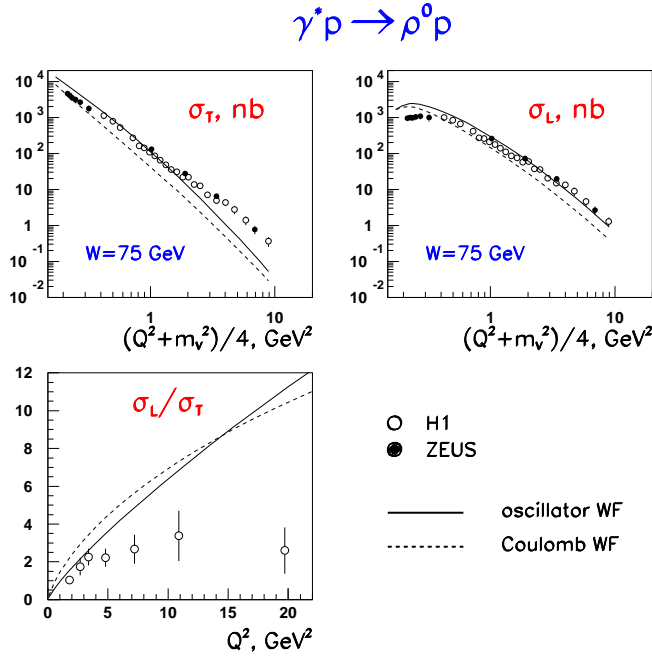 γ*p → ρ⁰p
σ_T, nb
10⁴
10³
10²
10
1
10⁻¹
10⁻²
W=75 GeV
1 10
(Q²+m_v²)/4, GeV²
σ_L, nb
10⁴
10³
10²
10
1
10⁻¹
10⁻²
W=75 GeV
1 10
(Q²+m_v²)/4, GeV²
σ_L/σ_T
12
10
8
6
4
2
0
0 5 10 15 20
Q², GeV²
H1
ZEUS
oscillator WF
Coulomb WF